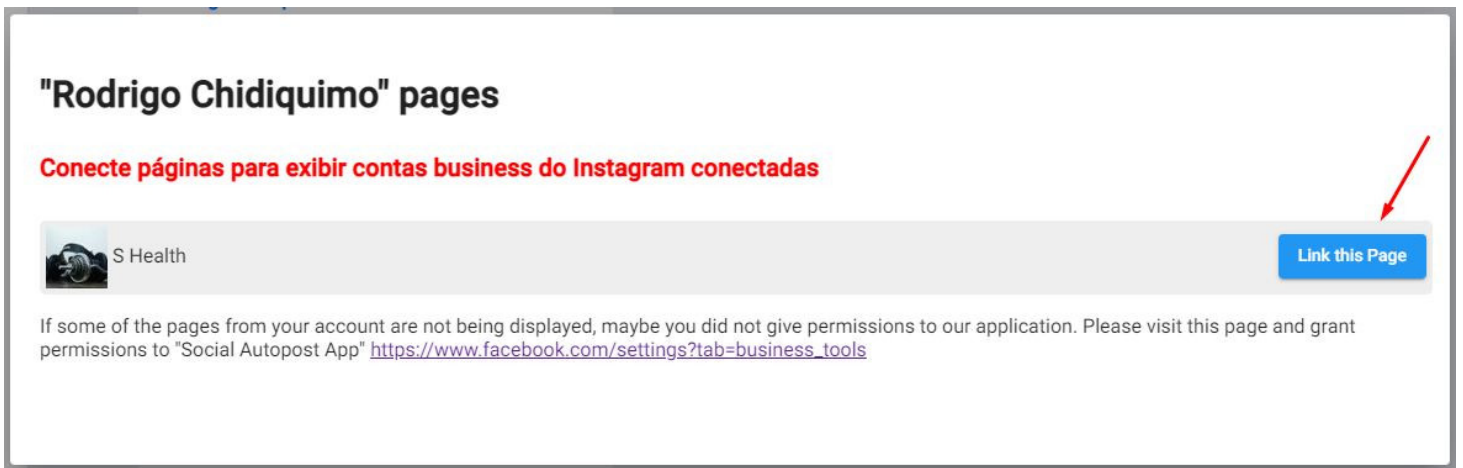 "Rodrigo Chidiquimo" pages
Conecte páginas para exibir contas business do Instagram conectadas
S Health
Link this Page
If some of the pages from your account are not being displayed, maybe you did not give permissions to our application. Please visit this page and grant
permissions to "Social Autopost App" https://www.facebook.com/settings?tab=business_tools